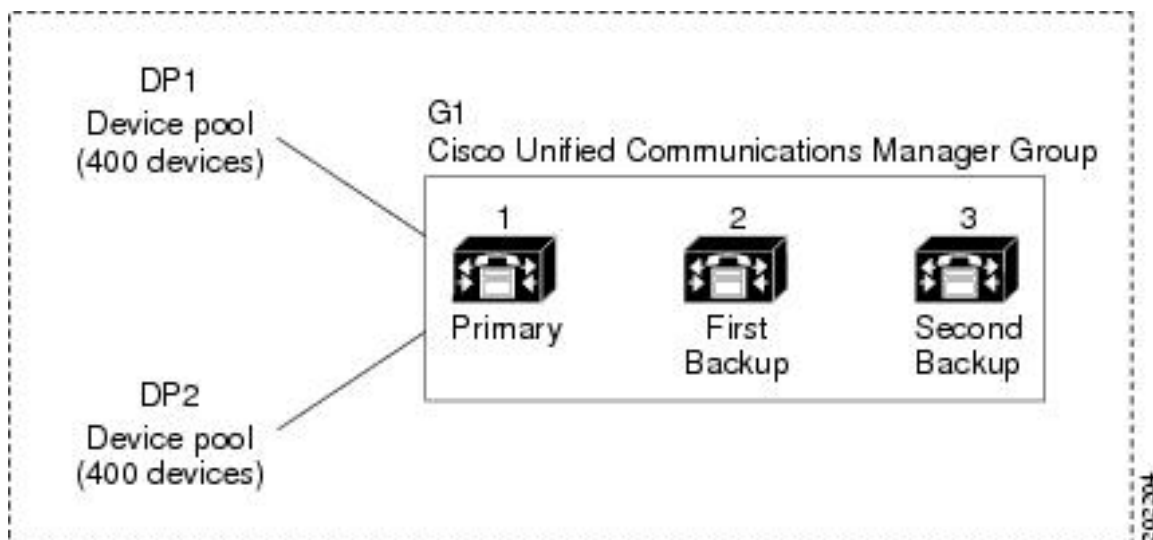 DP1
Device pool
(400 devices)
G1
Cisco Unified Communications Manager Group
1
2
3
Primary
First
Backup
Second
Backup
DP2
Device pool
(400 devices)